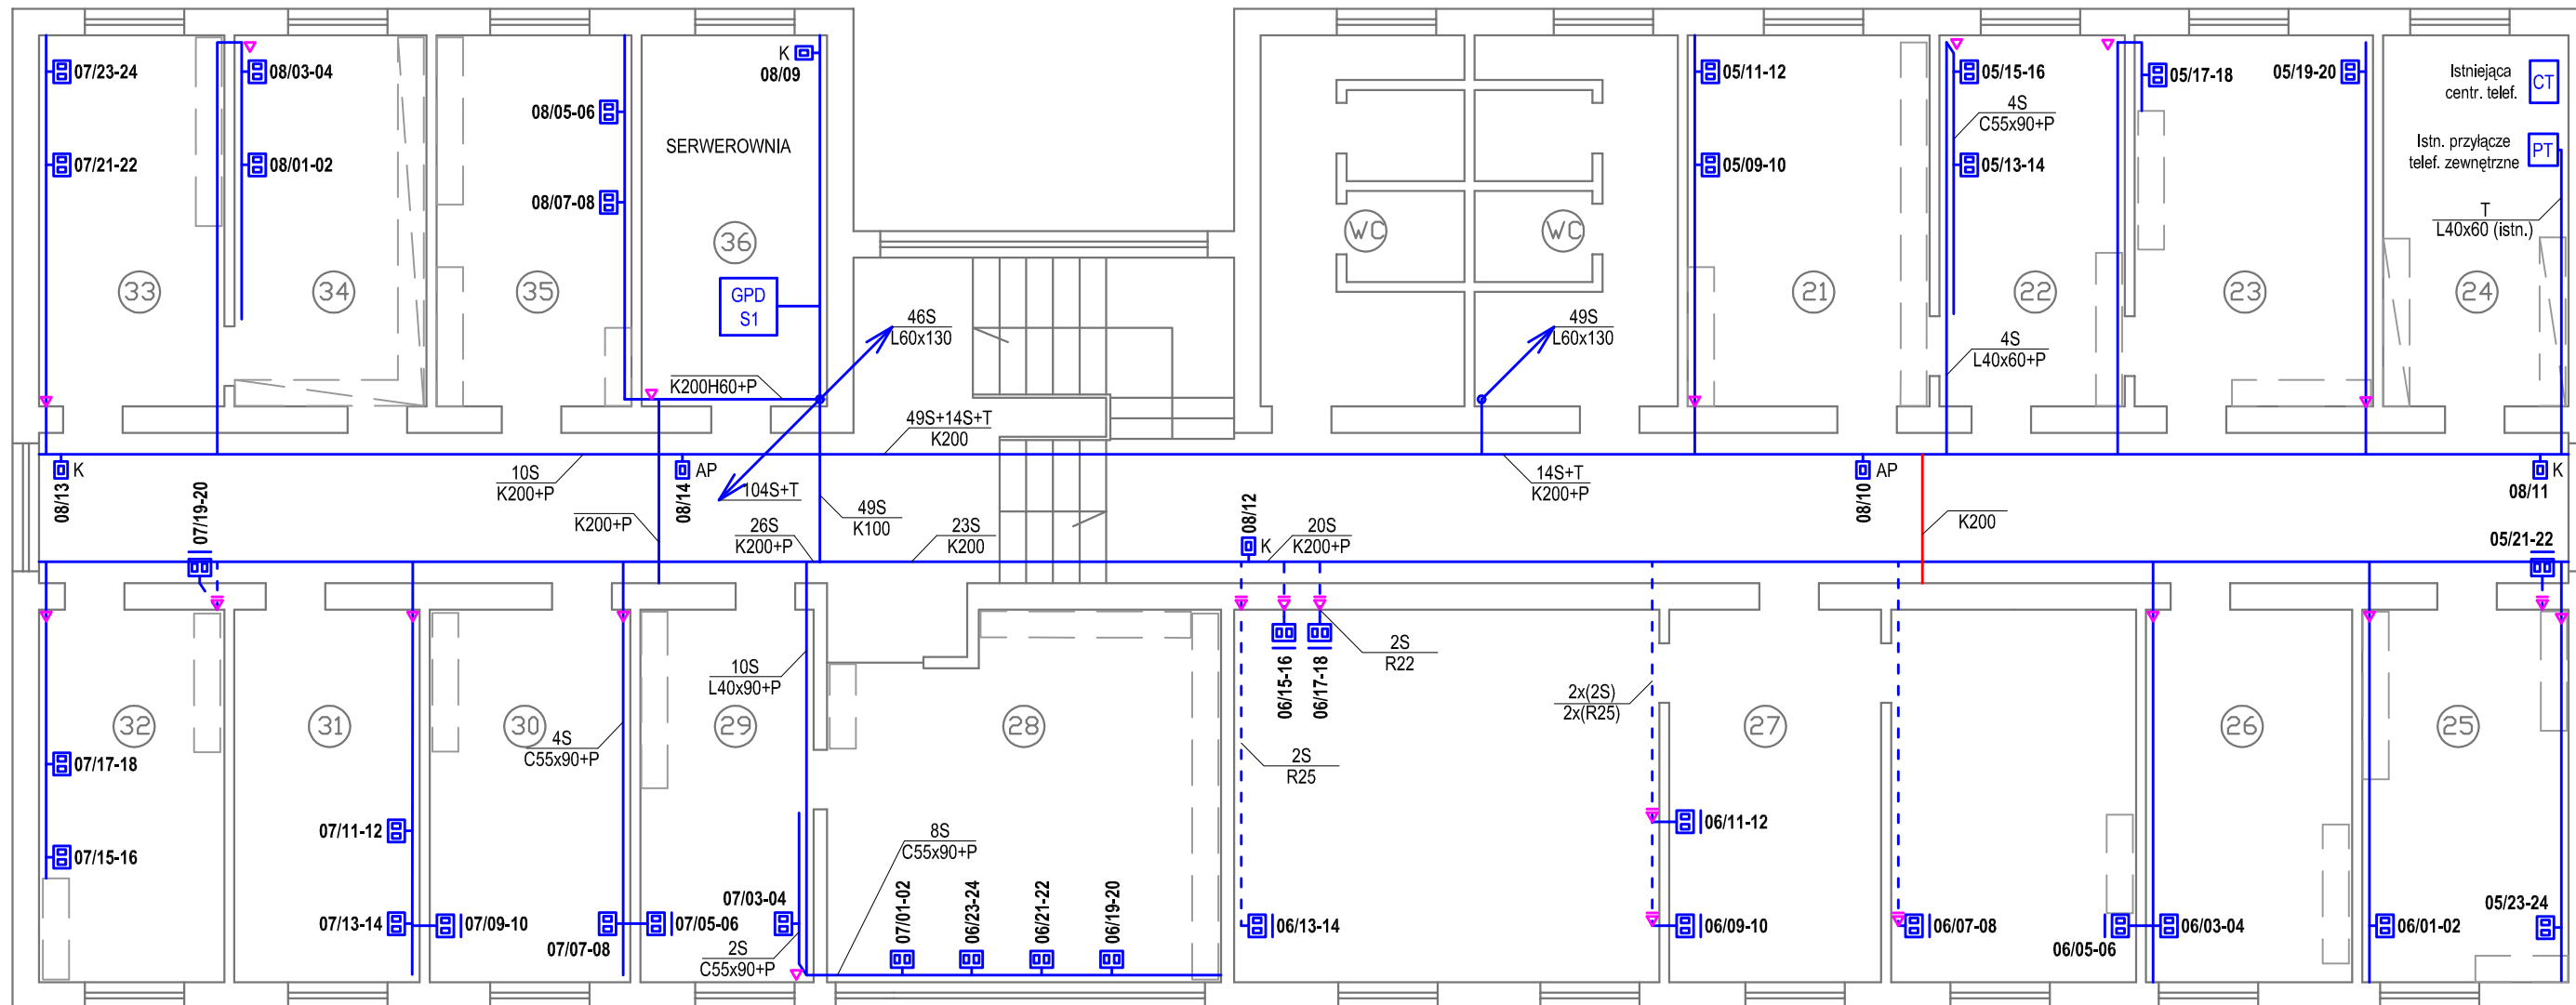 07/23-24
08/03-04
K
08/09
05/11-12
05/15-16
05/17-18
05/19-20
Istniejąca
centr. telef.
CT
08/05-06
4S
C55x90+P
07/21-22
08/01-02
SERWEROWNIA
05/09-10
05/13-14
Istn. przyłącze
telef. zewnętrzne
PT
08/07-08
T
L40x60 (istn.)
36
WC
WC
33
34
35
GPD
S1
21
22
23
24
46S
L60x130
49S
L60x130
4S
L40x60+P
K200H60+P
49S+14S+T
K200
08/13
K
10S
K200+P
08/14
AP
104S+T
14S+T
K200+P
08/10
AP
K
08/11
07/19-20
K200+P
49S
K100
26S
K200+P
23S
K200
08/12
K
20S
K200+P
K200
05/21-22
10S
L40x90+P
06/15-16
06/17-18
2S
R22
2x(2S)
2x(R25)
32
31
30
29
28
27
26
25
4S
C55x90+P
07/17-18
2S
R25
07/11-12
8S
C55x90+P
06/11-12
07/15-16
07/03-04
07/01-02
06/23-24
06/21-22
06/19-20
05/23-24
07/13-14
07/09-10
07/07-08
07/05-06
2S
C55x90+P
06/13-14
06/09-10
06/07-08
06/05-06
06/03-04
06/01-02